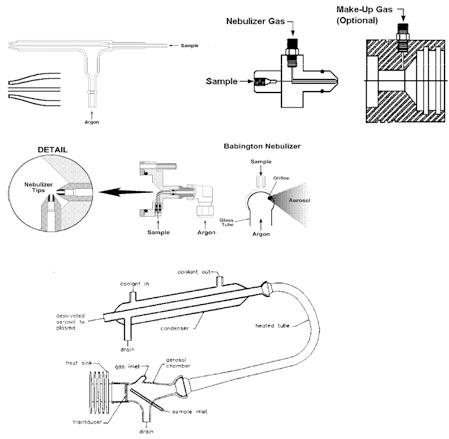 Sample
Argon
Nebulizer Gas
Sample
Make-Up Gas
(Optional)
DETAIL
Nebulizer
Tips
Sample
Argon
Babington Nebulizer
Sample
Orifice
Aerosol
Glass
Tube
Argon
coolant in
coolant out
desolvated
aerosol to
plasma
condenser
heated tube
drain
heat sink
gas inlet
aerosol
chamber
sample inlet
transducer
drain